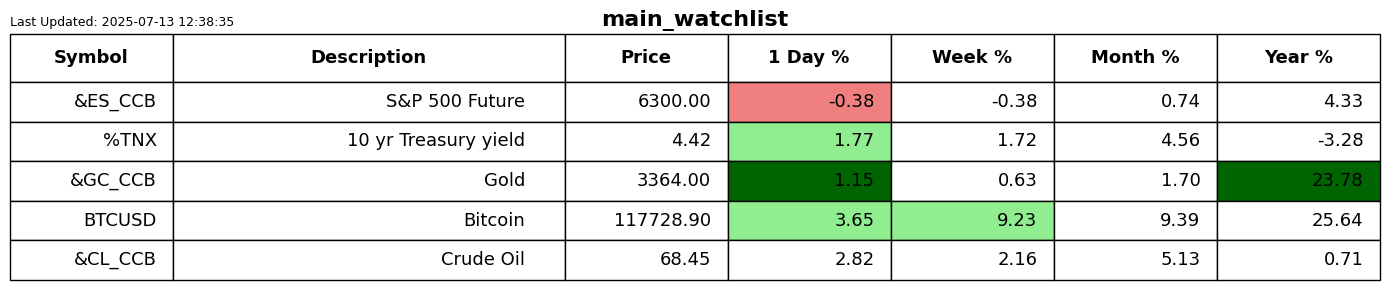 Last Updated: 2025-07-13 12:38:35
main_watchlist
Symbol Description Price 1 Day % Week % Month % Year %
&ES_CCB S&P 500 Future 6300.00 -0.38 -0.38 0.74 4.33
%TNX 10 yr Treasury yield 4.42 1.77 1.72 4.56 -3.28
&GC_CCB Gold 3364.00 1.15 0.63 1.70 23.78
BTCUSD Bitcoin 117728.90 3.65 9.23 9.39 25.64
&CL_CCB Crude Oil 68.45 2.82 2.16 5.13 0.71